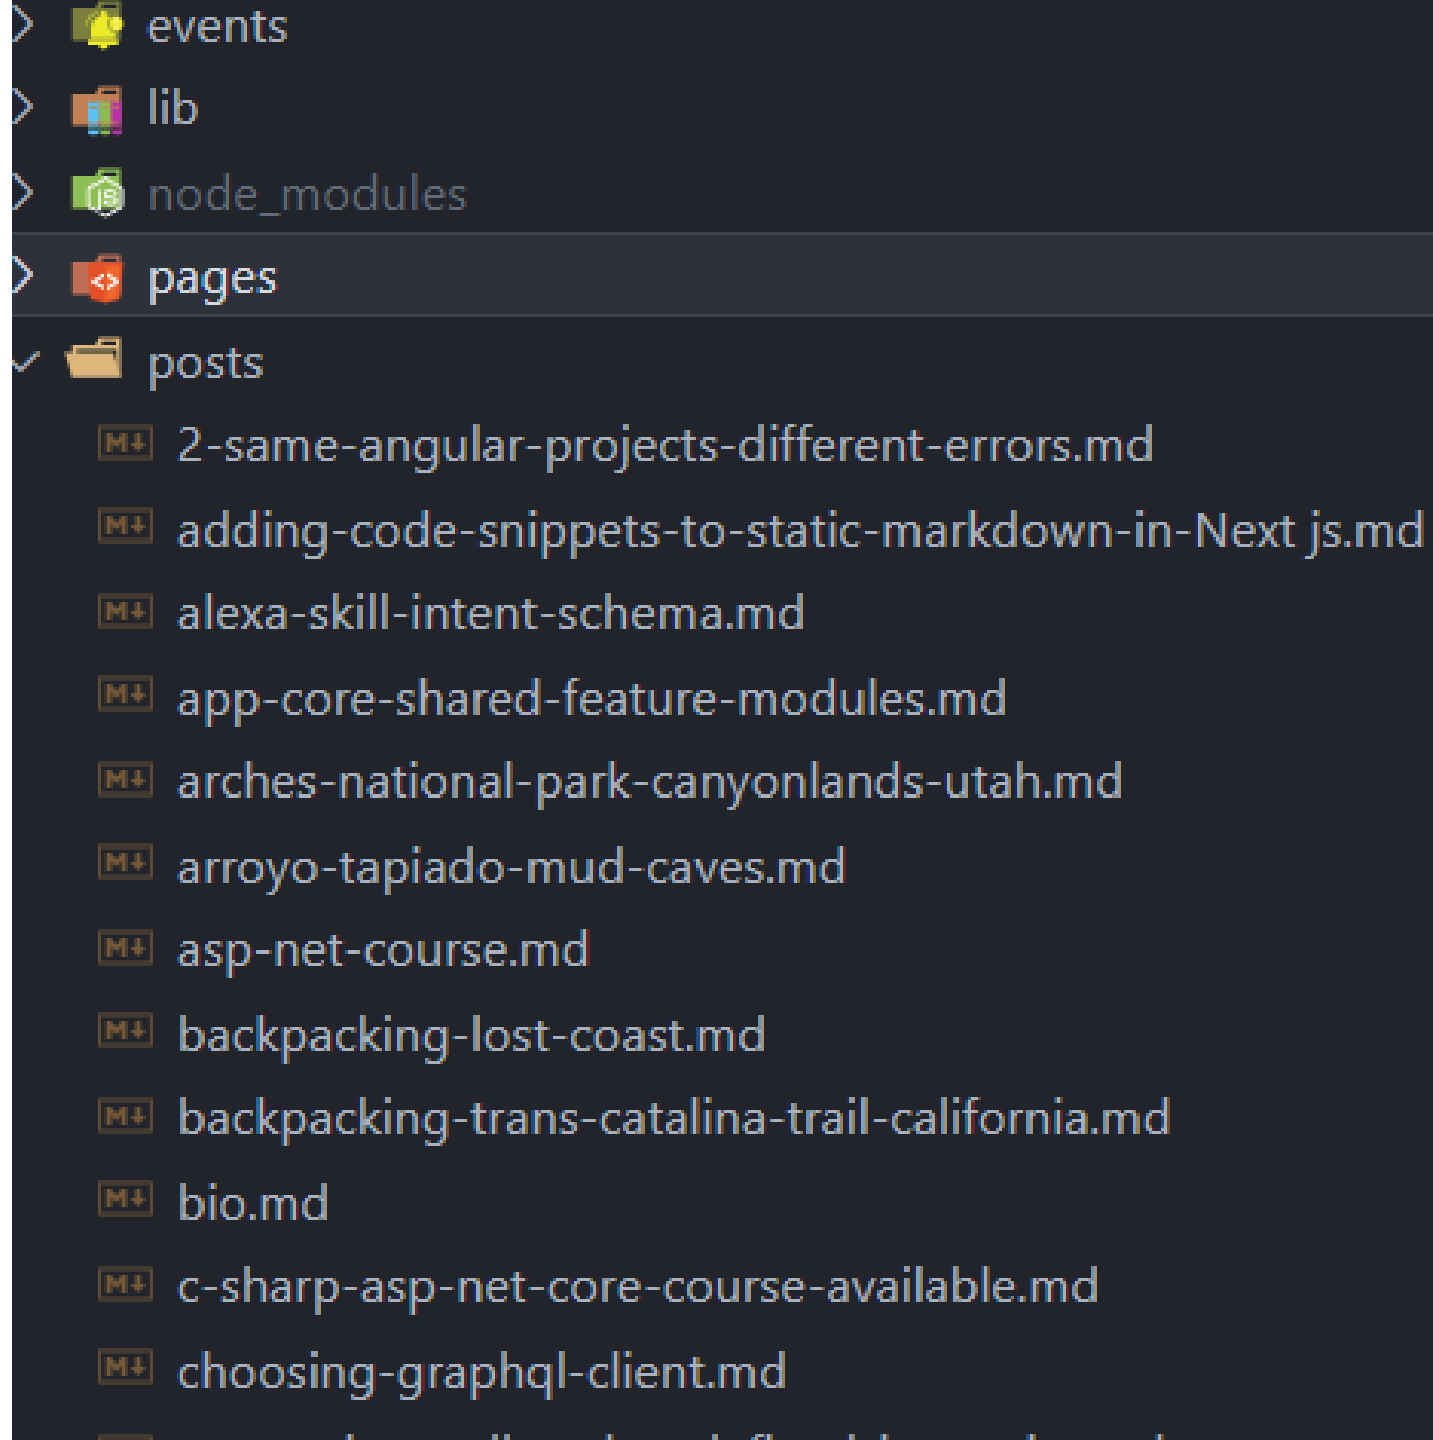 events
lib
node_modules
pages
posts
2-same-angular-projects-different-errors.md
adding-code-snippets-to-static-markdown-in-Next js.md
alexa-skill-intent-schema.md
app-core-shared-feature-modules.md
arches-national-park-canyonlands-utah.md
arroyo-tapiado-mud-caves.md
asp-net-course.md
backpacking-lost-coast.md
backpacking-trans-catalina-trail-california.md
bio.md
c-sharp-asp-net-core-course-available.md
choosing-graphql-client.md